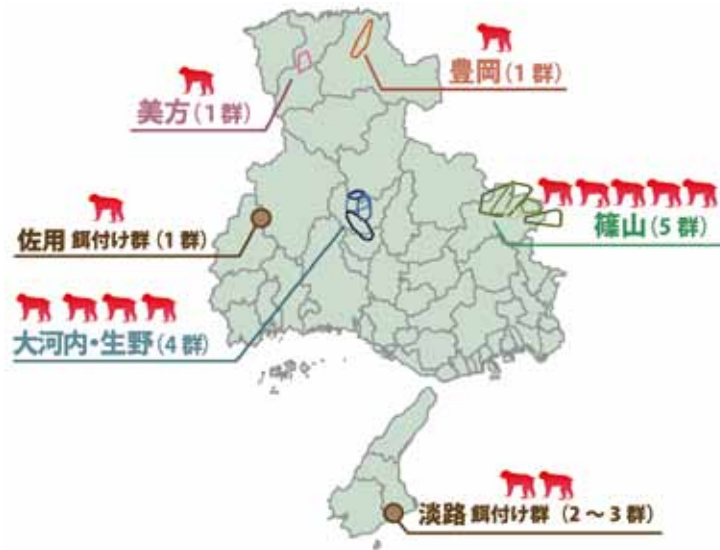 豊岡(1群)
美方(1群)
篠山(5群)
佐用 餌付け群(1群)
大河内・生野(4群)
淡路 餌付け群 (2~3群)